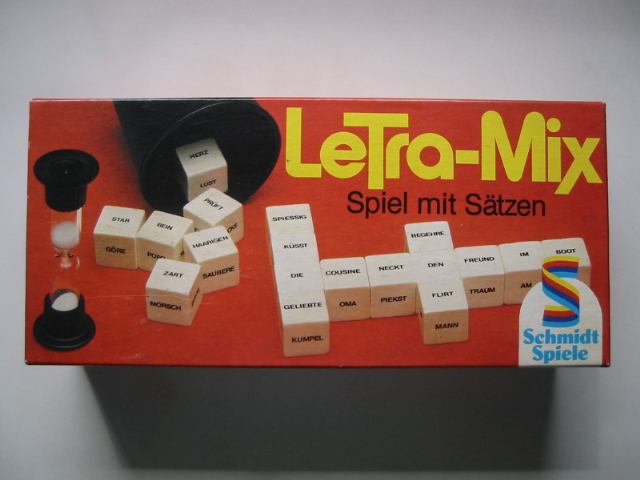 LeTra-Mix
Spiel mit Sätzen
HERZ
LUST
PRÜFT
STAR
BEIN
GÖRE
HAARIGEN
SAUBERE
ZART
MORSCH
SPIESSIG
KÜSST
DIE
GELIEBTE
KUMPEL
COUSINE
OMA
NECKT
PIEKST
BEGEHRE
DEN
FLIRT
MANN
FREUND
TRAUM
IM
AM
BOOT
Schmidt
Spiele